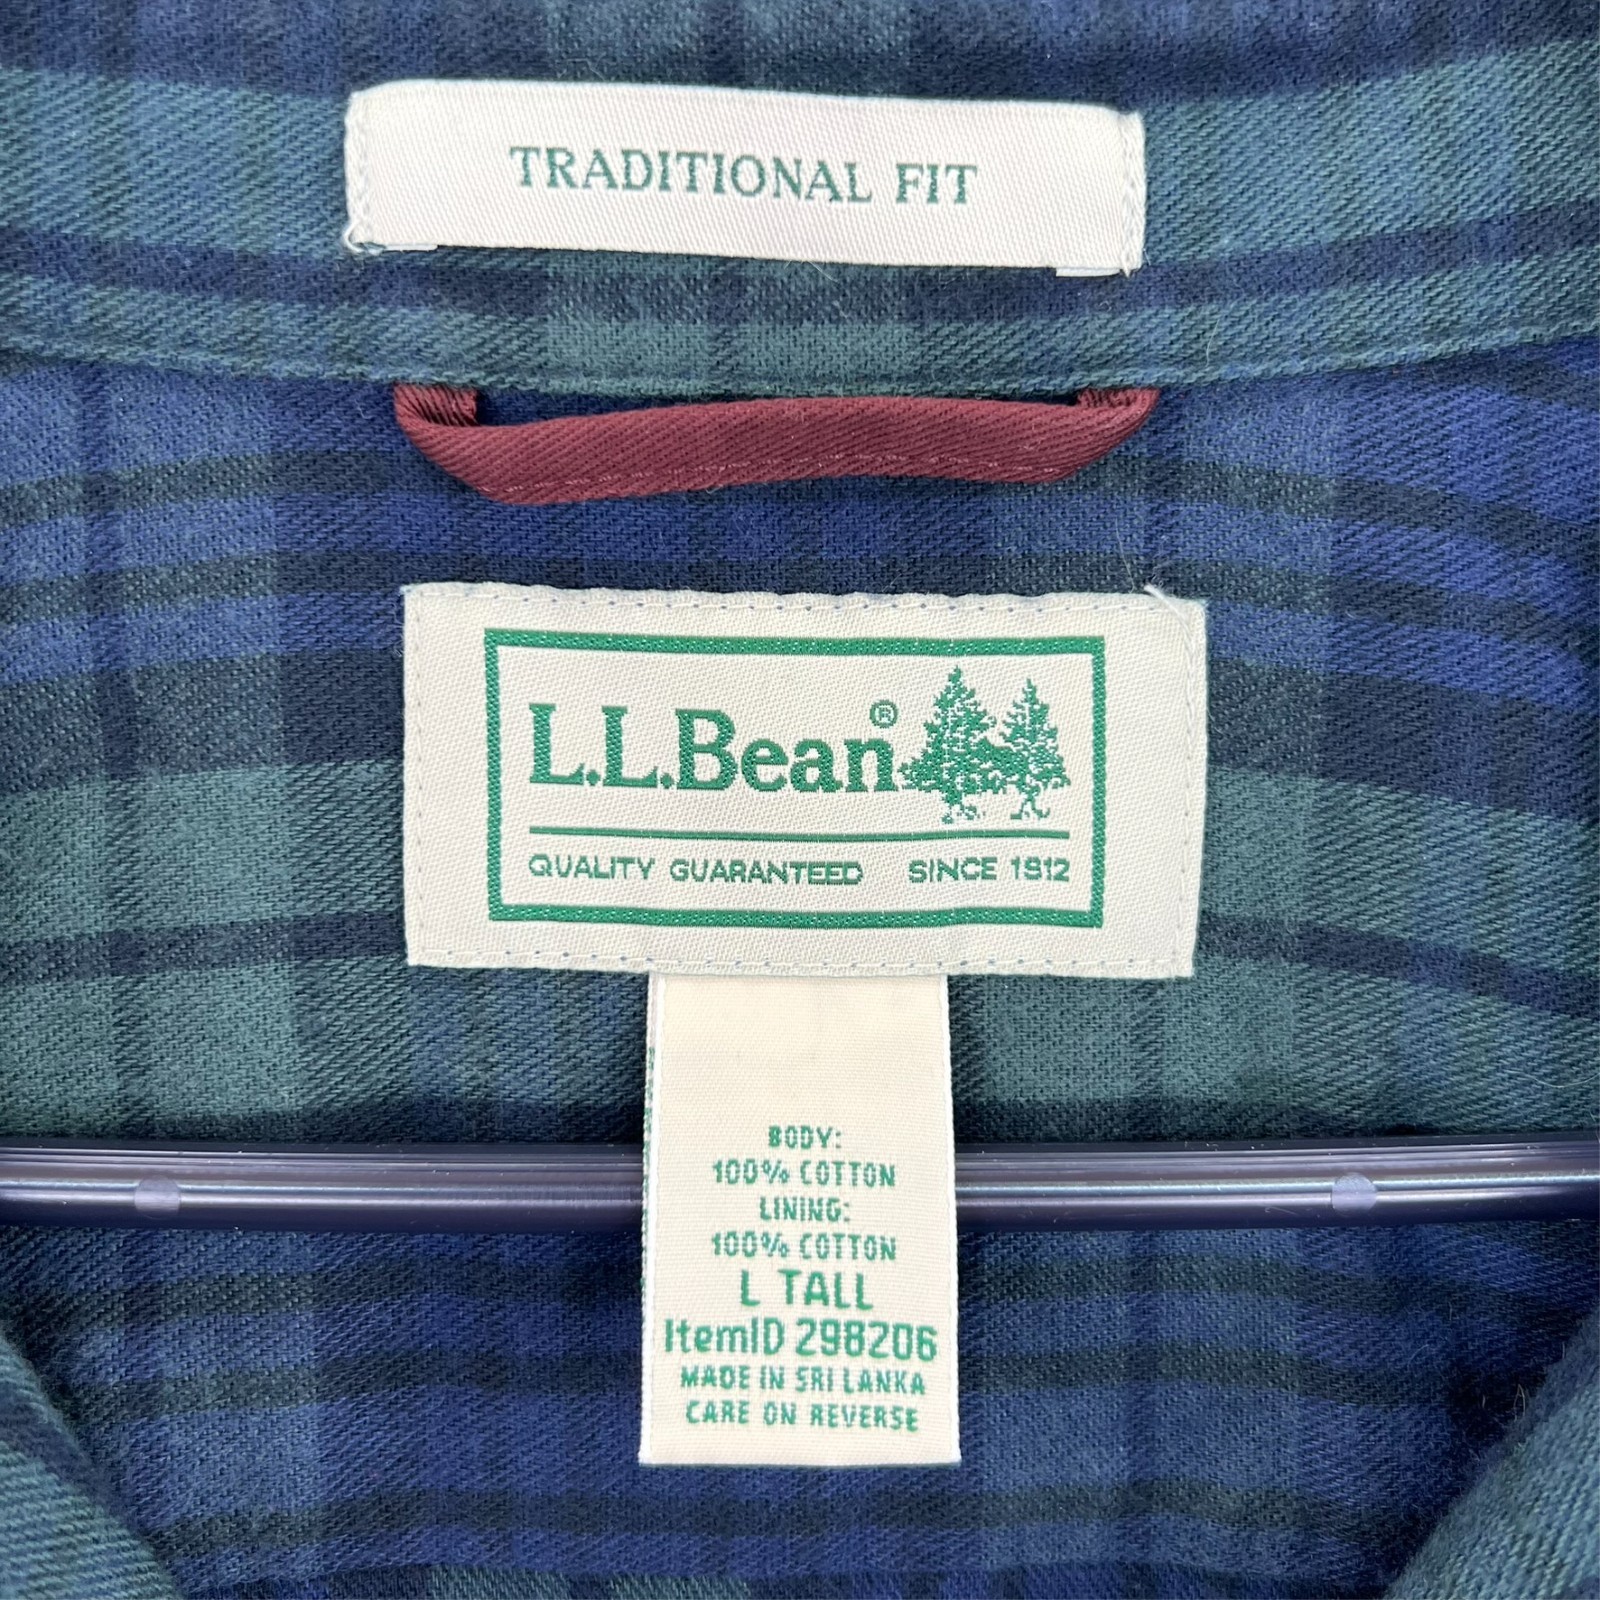 TRADITIONAL FIT
L.L.Bean®
QUALITY GUARANTEED SINCE 1912
BODY:
100% COTTON
LINING:
100% COTTON
L TALL
ItemID 298206
MADE IN SRI LANKA
CARE ON REVERSE